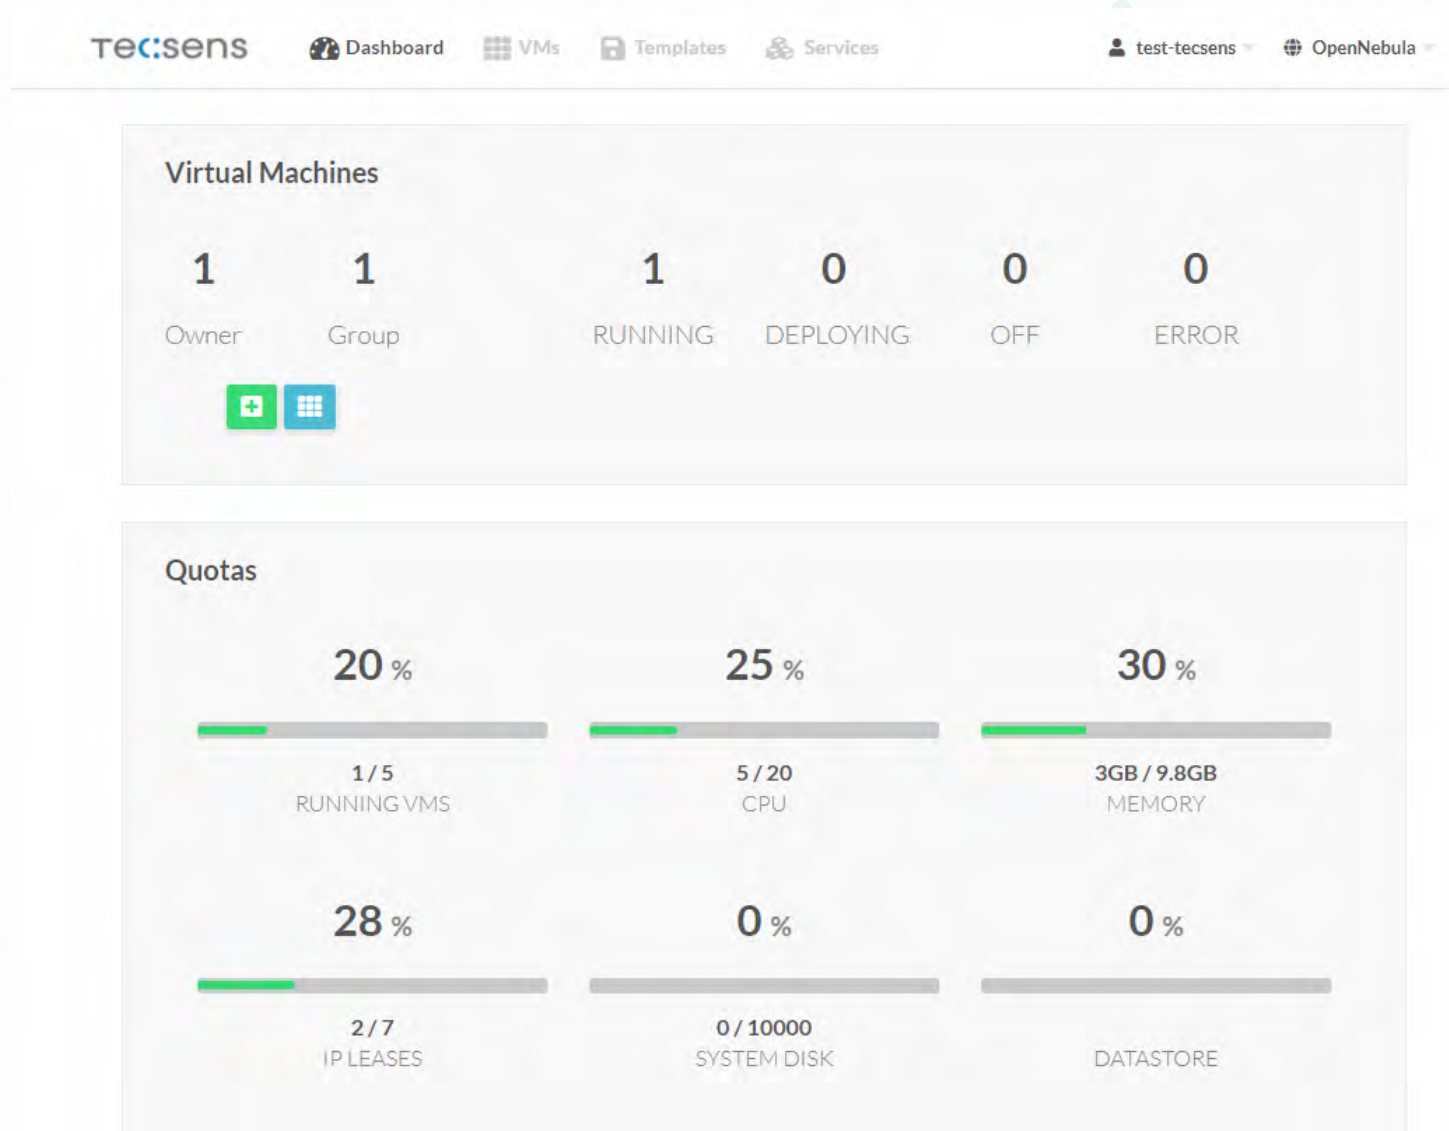 Tec:sens Dashboard VMs Templates Services test-tecsens OpenNebula
Virtual Machines
1 1 1 0 0 0
Owner Group RUNNING DEPLOYING OFF ERROR
Quotas
20 % 25 % 30 %
1 / 5 5 / 20 3GB / 9.8GB
RUNNING VMS CPU MEMORY
28 % 0 % 0 %
2 / 7 0 / 10000
IP LEASES SYSTEM DISK DATASTORE